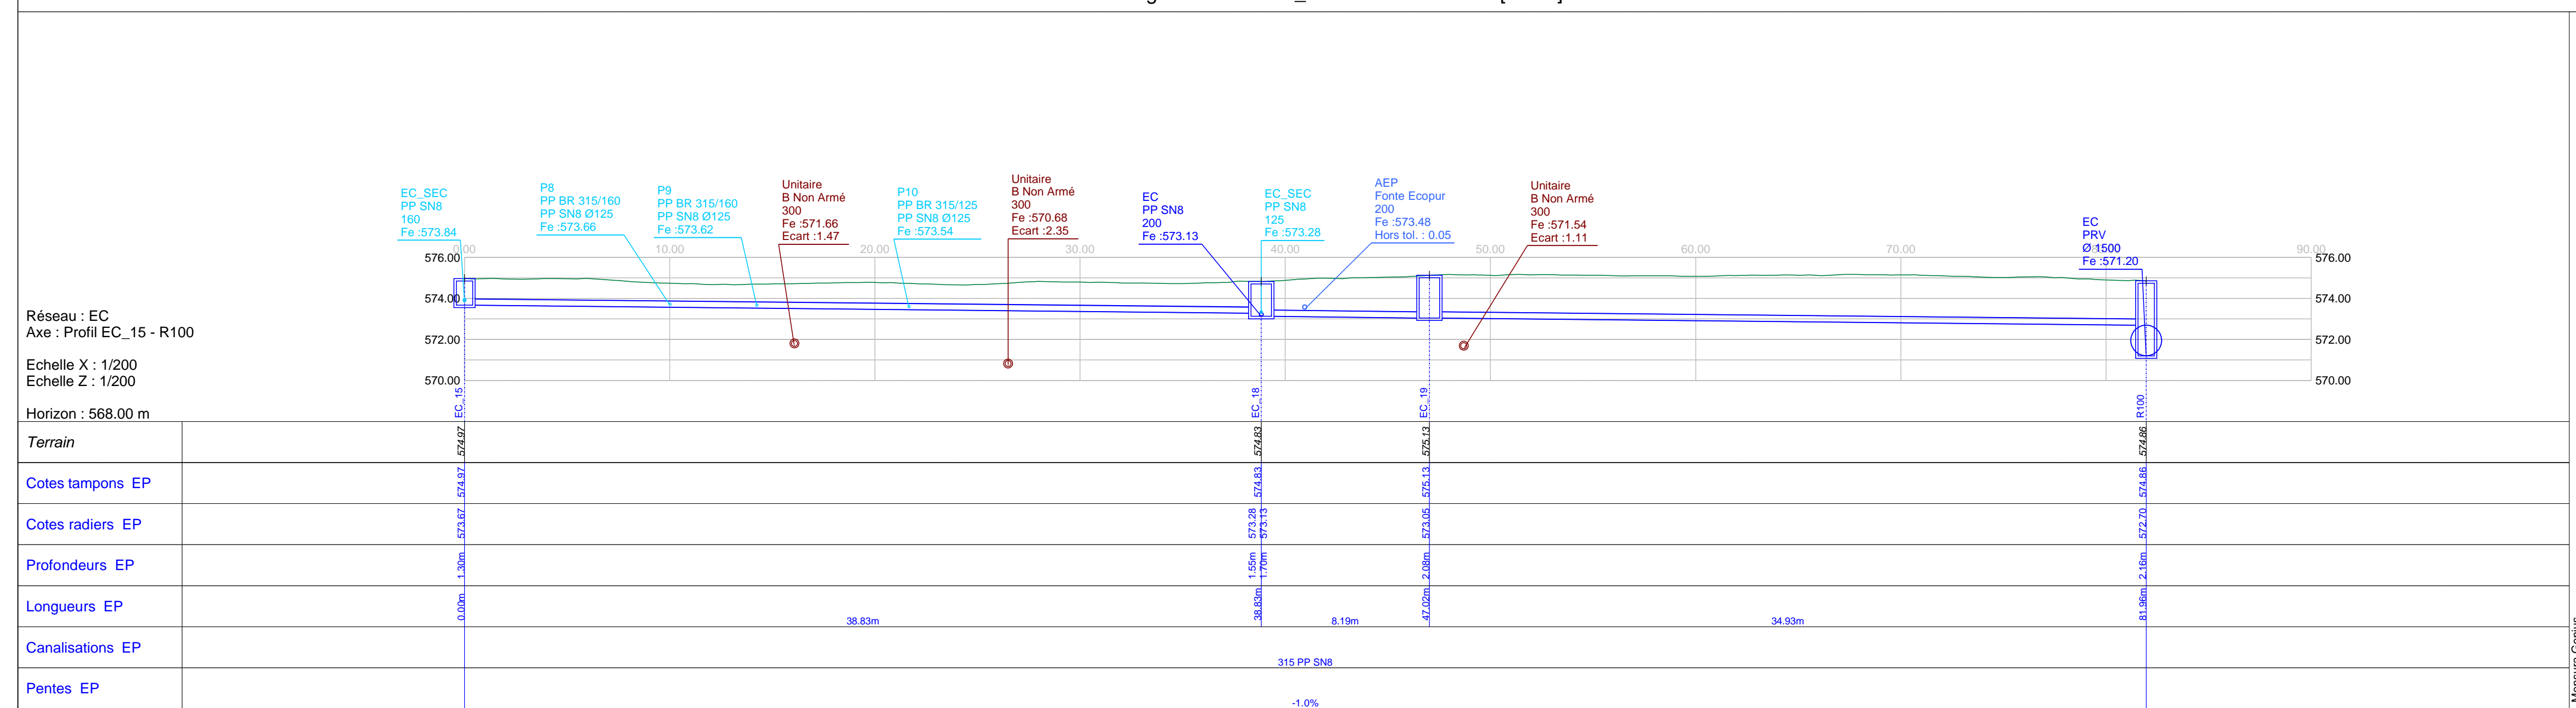 EC_SEC
PP SN8
160
Fe :573.84
P8
PP BR 315/160
PP SN8 Ø125
Fe :573.66
P9
PP BR 315/160
PP SN8 Ø125
Fe :573.62
Unitaire
B Non Armé
300
Fe :571.66
Ecart :1.47
P10
PP BR 315/125
PP SN8 Ø125
Fe :573.54
Unitaire
B Non Armé
300
Fe :570.68
Ecart :2.35
EC
PP SN8
200
Fe :573.13
EC_SEC
PP SN8
125
Fe :573.28
AEP
Fonte Ecopur
200
Fe :573.48
Hors tol. : 0.05
Unitaire
B Non Armé
300
Fe :571.54
Ecart :1.11
EC
PRV
Ø 1500
Fe :571.20
0.00 10.00 20.00 30.00 40.00 50.00 60.00 70.00 90.00
576.00 576.00
574.00 574.00
572.00 572.00
570.00 570.00
Réseau : EC
Axe : Profil EC_15 - R100
Echelle X : 1/200
Echelle Z : 1/200
Horizon : 568.00 m
EC_15 EC_18 EC_19 R100
Terrain 574.97 574.83 575.13 574.86
Cotes tampons EP 574.97 574.83 575.13 574.86
Cotes radiers EP 573.67 573.28 573.13 573.05 572.70
Profondeurs EP 1.30m 1.55m 1.70m 2.08m 2.16m
Longueurs EP 0.00m 38.83m 38.83m 8.19m 47.02m 34.93m 81.96m
Canalisations EP 315 PP SN8
Pentes EP -1.0%